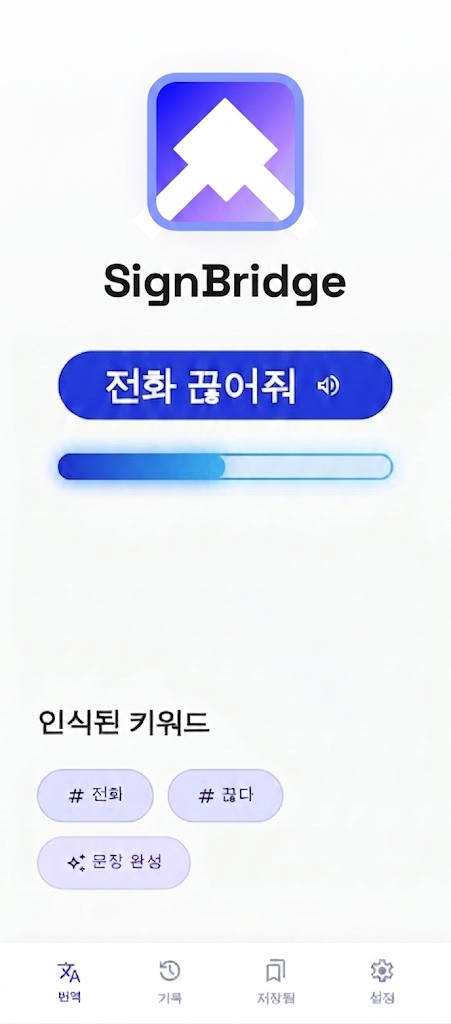 SignBridge
전화 끊어줘
인식된 키워드
# 전화
# 끊다
문장 완성
번역
기록
저장됨
설정